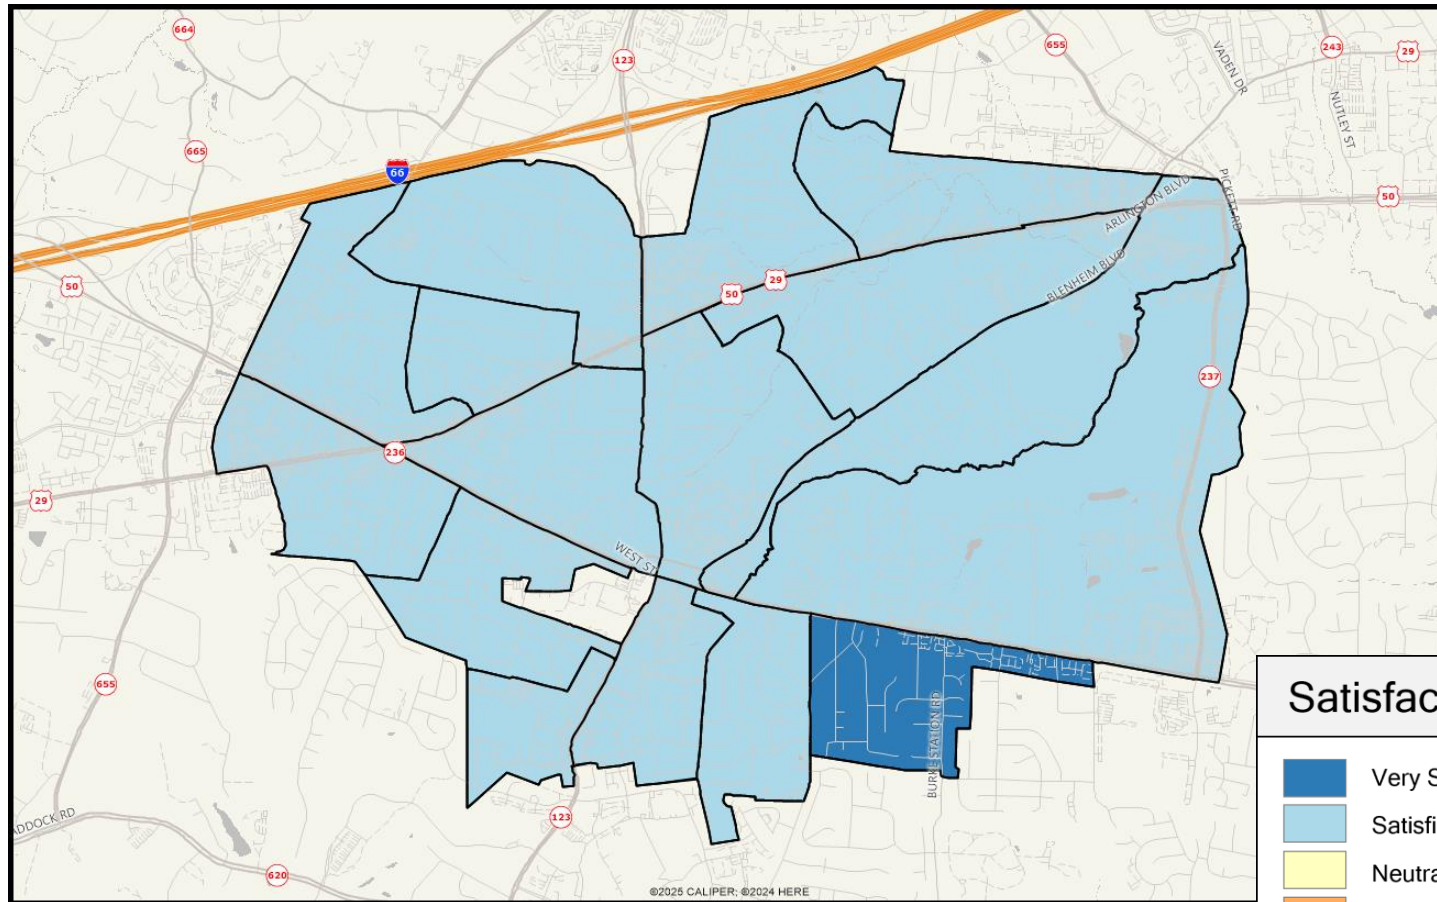 664
123
655
243
29
VADEN DR
NUTLEY ST
665
66
PICKETT RD
50
ARLINGTON BLVD
50
29
50
BLENHEIM BLVD
237
236
29
WEST ST
655
BURKE STATION RD
123
ADDOCK RD
620
©2025 CALIPER; ©2024 HERE
Satisfac
Very S
Satisfi
Neutra